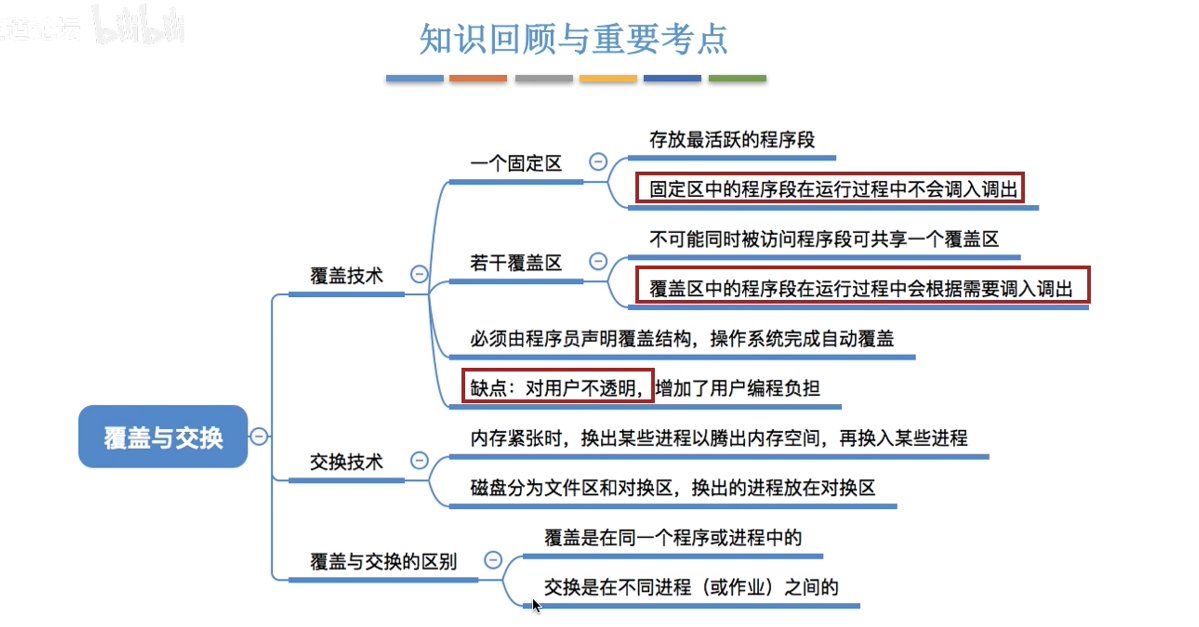 知识回顾与重要考点
存放最活跃的程序段
一个固定区
固定区中的程序段在运行过程中不会调入调出
不可能同时被访问程序段可共享一个覆盖区
若干覆盖区
覆盖技术
覆盖区中的程序段在运行过程中会根据需要调入调出
必须由程序员声明覆盖结构，操作系统完成自动覆盖
缺点：对用户不透明，增加了用户编程负担
覆盖与交换
内存紧张时，换出某些进程以腾出内存空间，再换入某些进程
交换技术
磁盘分为文件区和对换区，换出的进程放在对换区
覆盖是在同一个程序或进程中的
覆盖与交换的区别
交换是在不同进程（或作业）之间的
bilibili